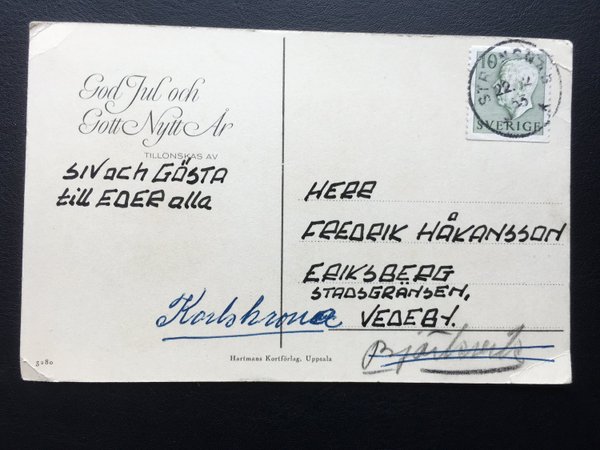 God Jul och
Gott Nytt År
TILLÖNSKAS AV
SIV och GÖSTA
till EDER alla
SVERIGE
HERR
FREDRIK HÅKANSSON
ERIKSBERG
STADSGRÄNSEN,
VEDEBY.
Karlskrona
5280
Hartmans Kortförlag, Uppsala